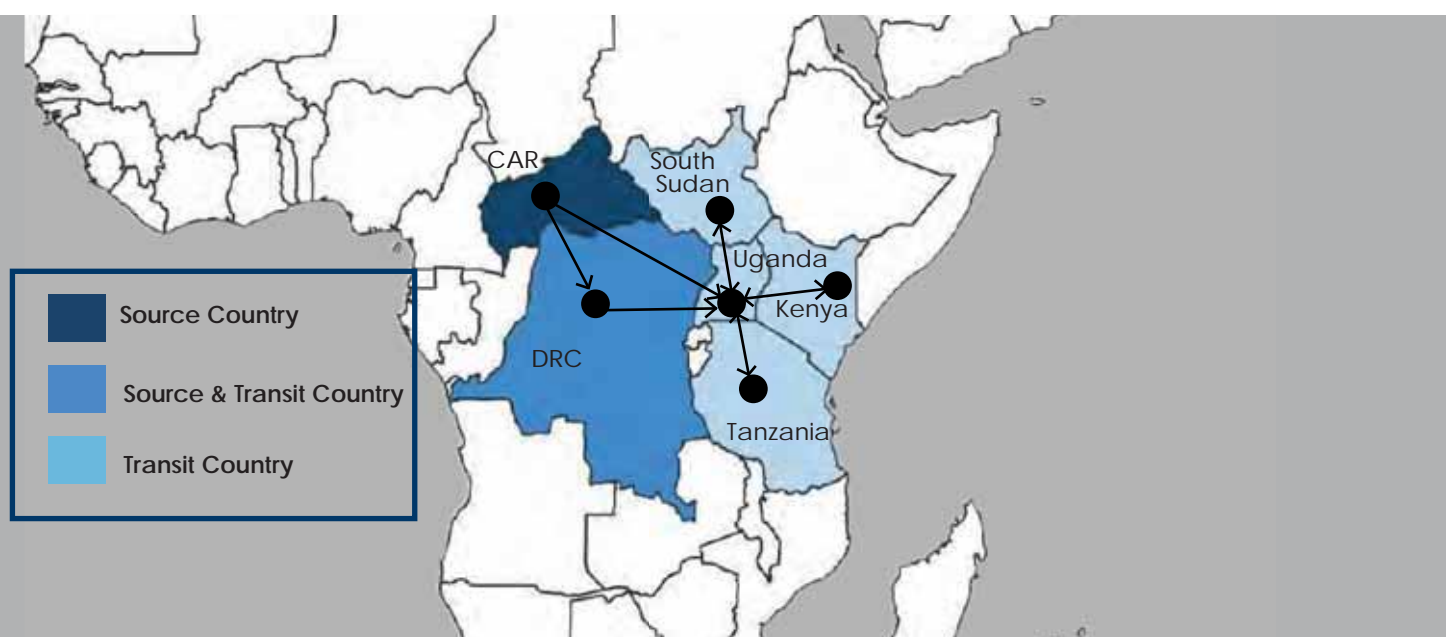 CAR
South
Sudan
Uganda
Kenya
DRC
Tanzania
Source Country
Source & Transit Country
Transit Country